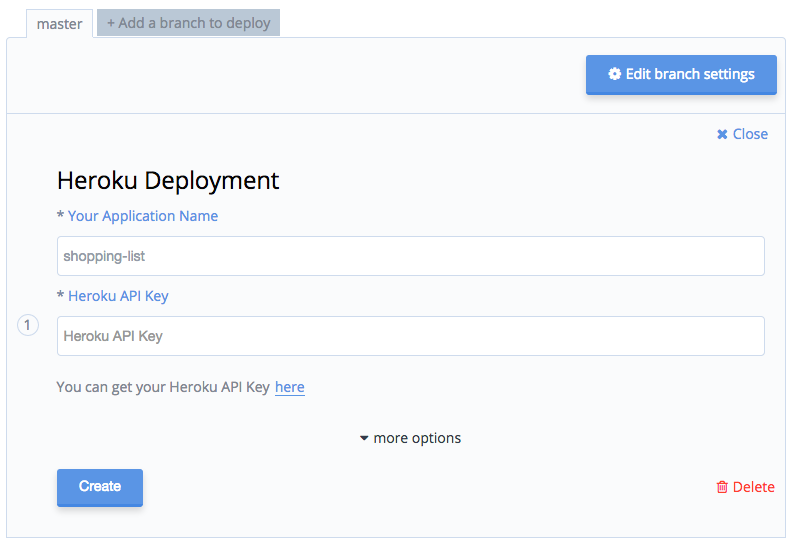 master + Add a branch to deploy
Edit branch settings
Close
Heroku Deployment
* Your Application Name
shopping-list
* Heroku API Key
1
Heroku API Key
You can get your Heroku API Key here
more options
Create
Delete